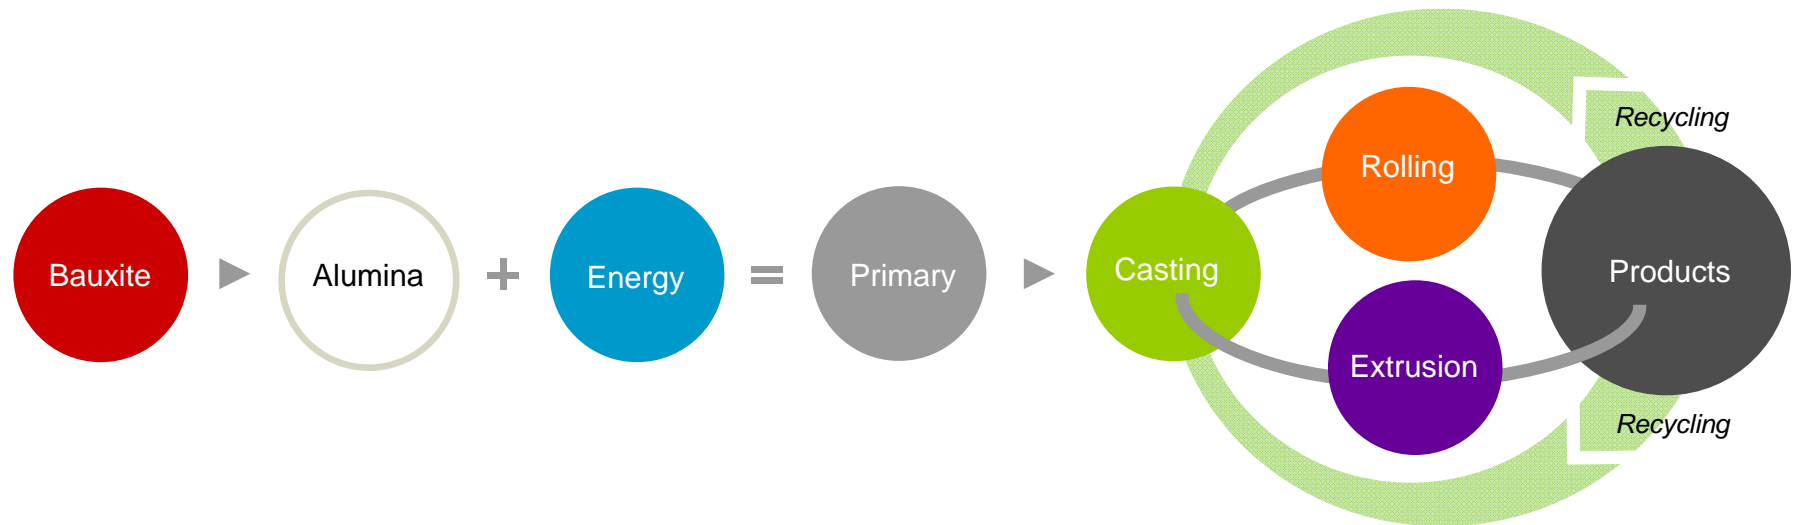 Bauxite
Alumina
Energy
Primary
Casting
Rolling
Extrusion
Recycling
Products
Recycling